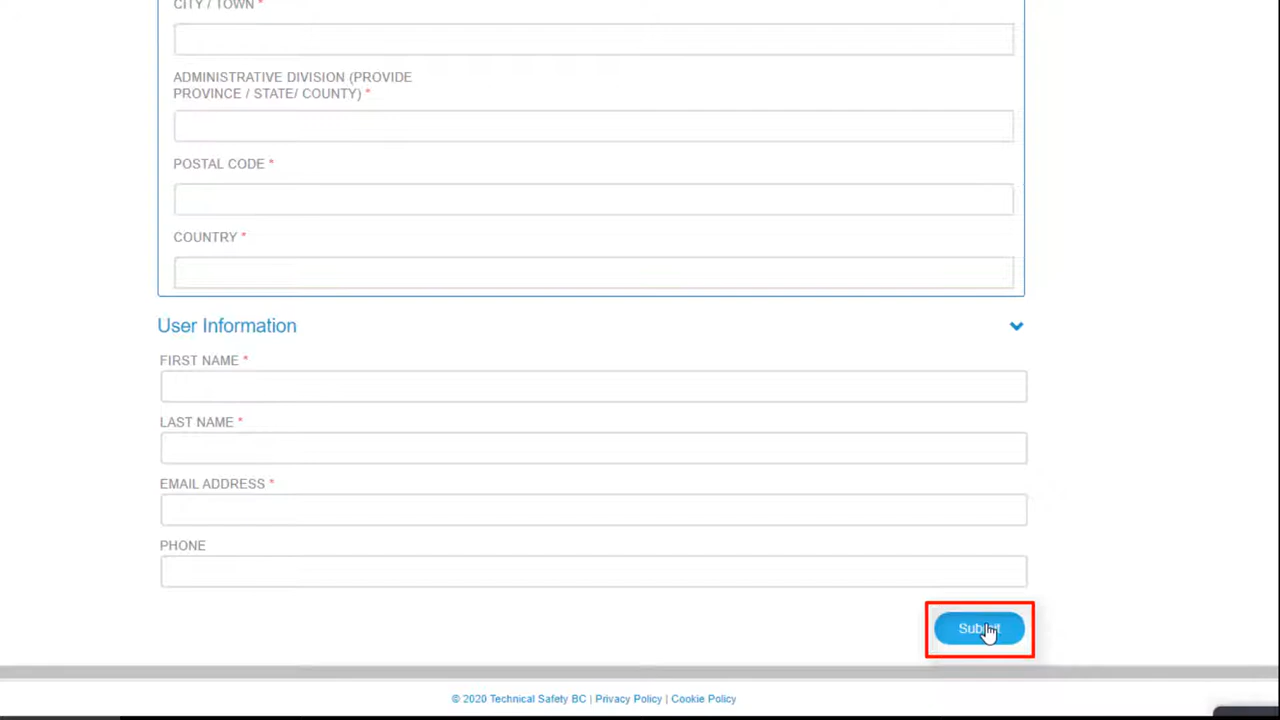 CITY / TOWN *
ADMINISTRATIVE DIVISION (PROVIDE
PROVINCE / STATE/ COUNTY) *
POSTAL CODE *
COUNTRY *
User Information
FIRST NAME *
LAST NAME *
EMAIL ADDRESS *
PHONE
Submit
© 2020 Technical Safety BC | Privacy Policy | Cookie Policy